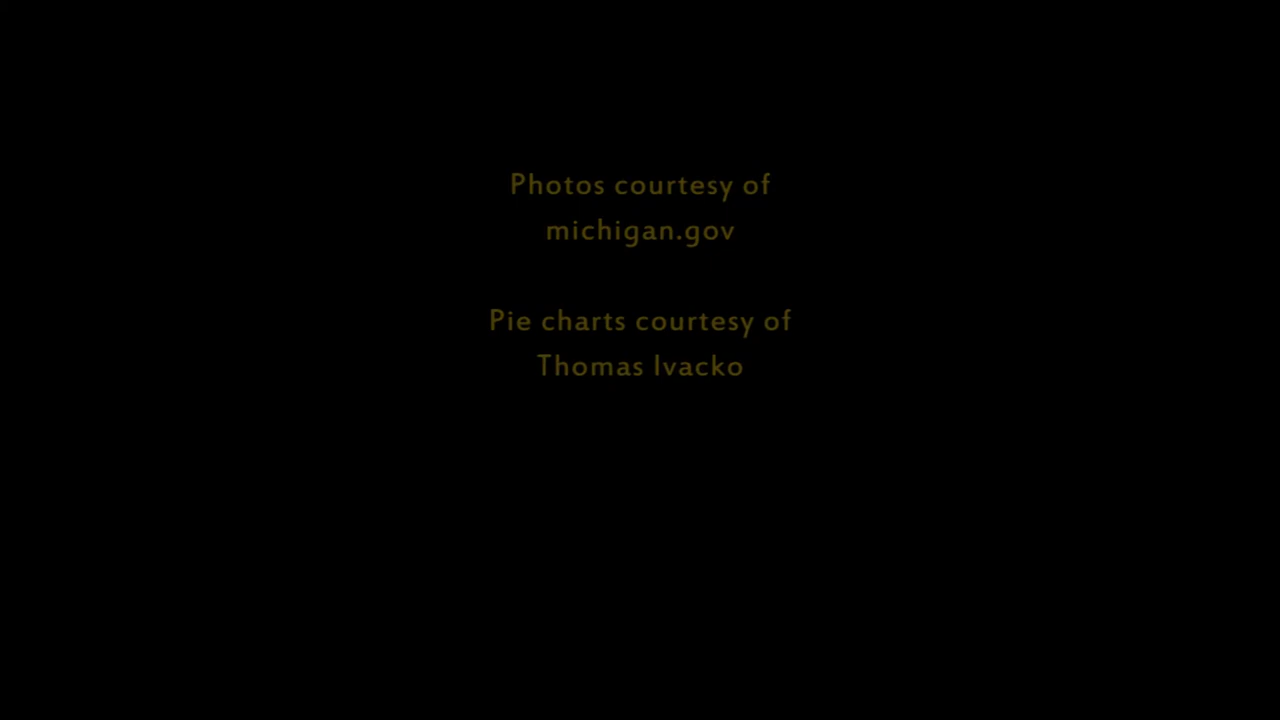 Photos courtesy of
michigan.gov
Pie charts courtesy of
Thomas Ivacko